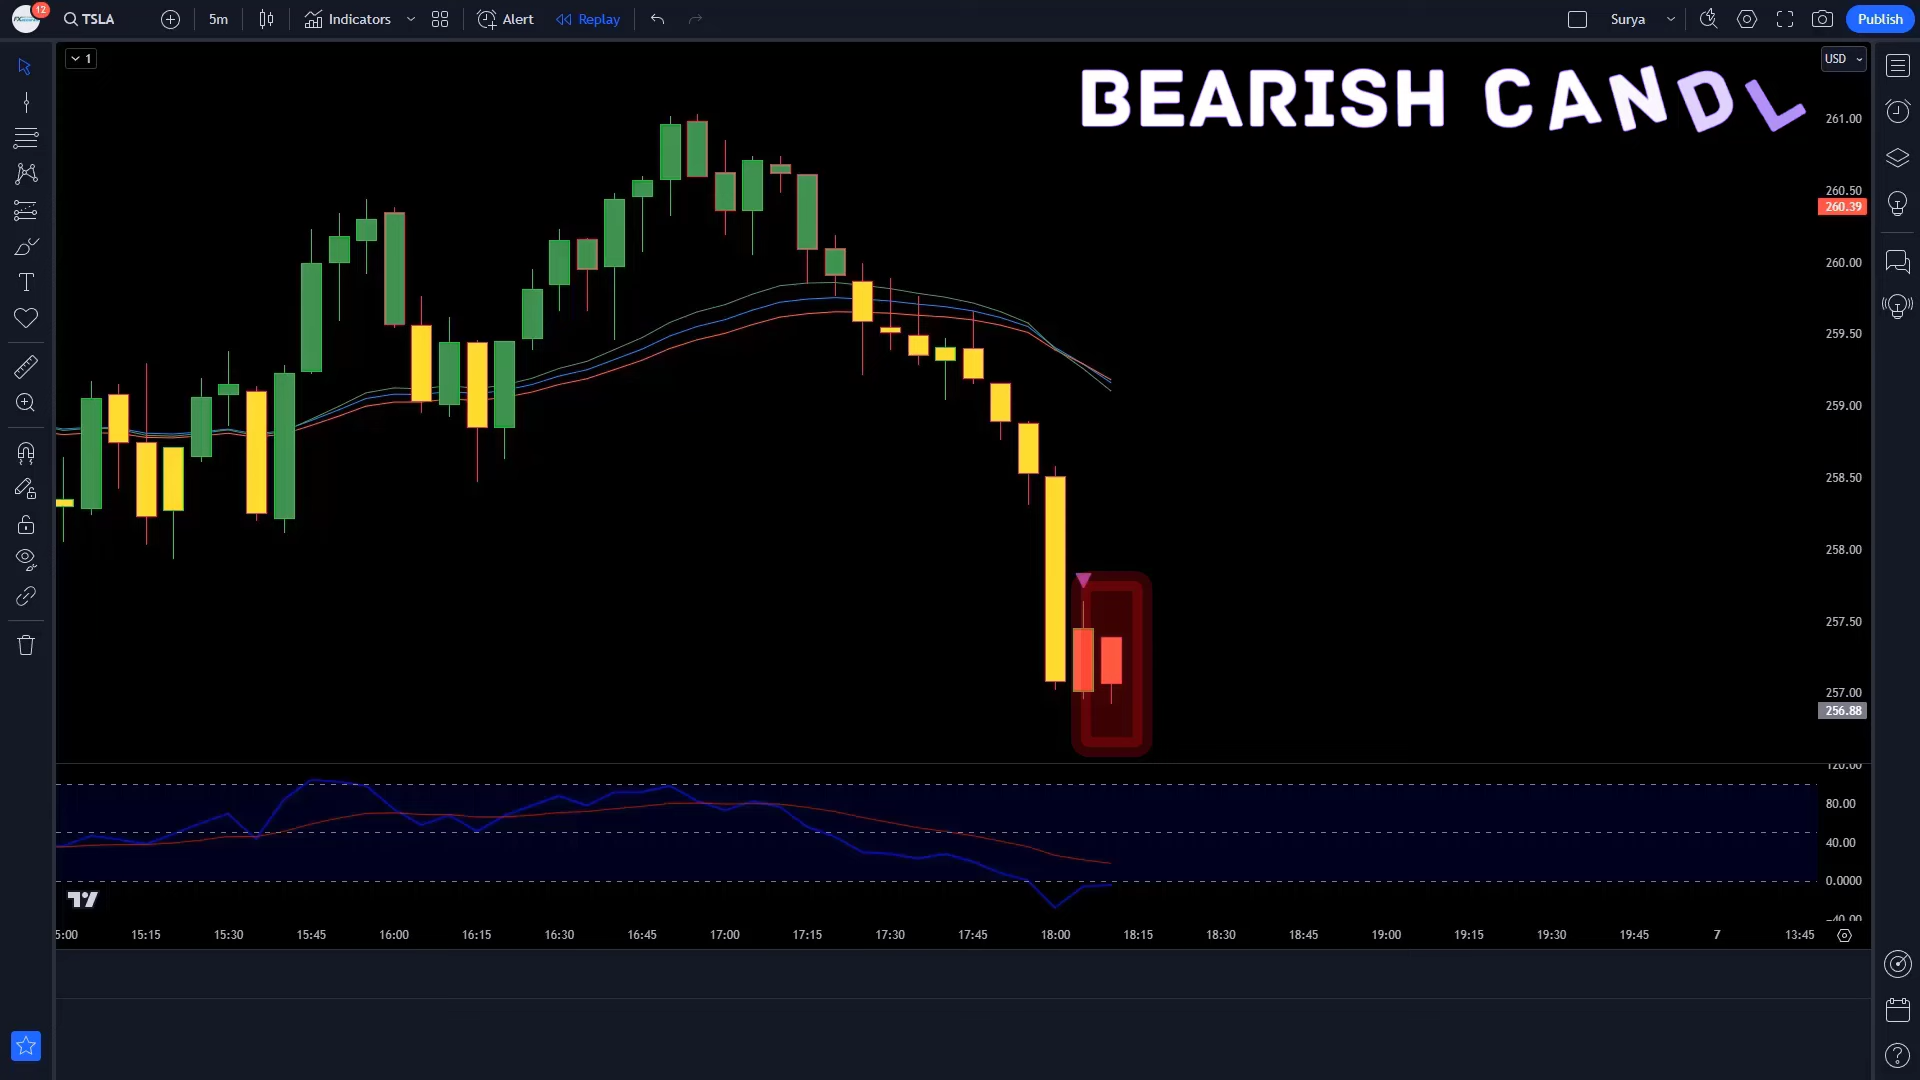 12
TSLA
5m
Indicators
Alert
Replay
Surya
Publish
1
USD
BEARISH CANDL
261.00
260.50
260.39
260.00
259.50
259.00
258.50
258.00
257.50
257.00
256.88
120.00
80.00
40.00
0.0000
−40.00
5:00 15:15 15:30 15:45 16:00 16:15 16:30 16:45 17:00 17:15 17:30 17:45 18:00 18:15 18:30 18:45 19:00 19:15 19:30 19:45 7 13:45